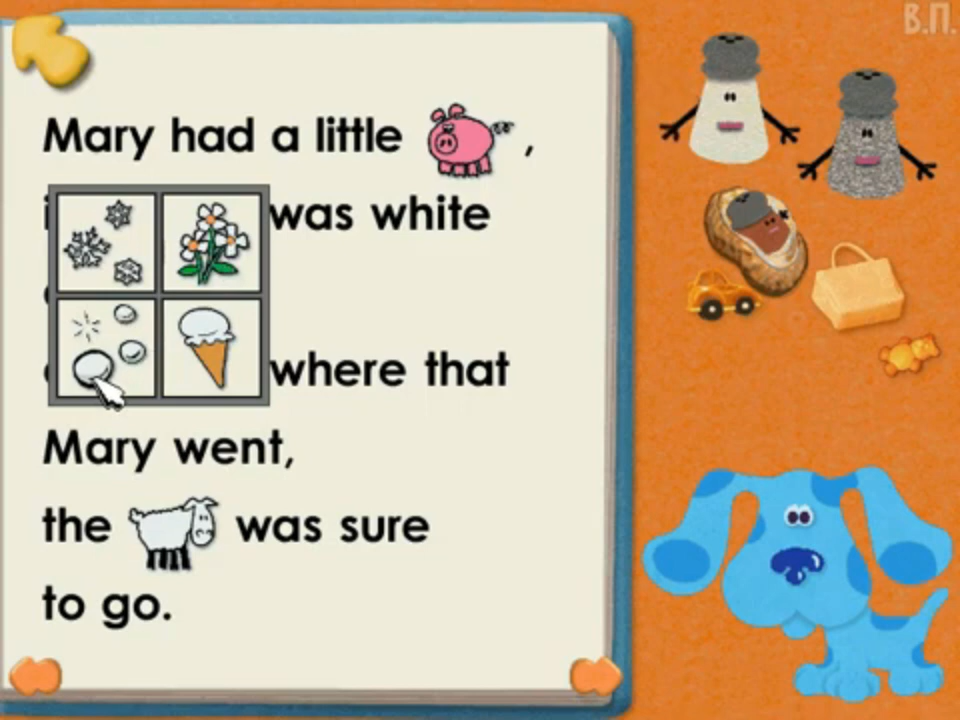 В.П.
Mary had a little ,
was white
where that
Mary went,
the was sure
to go.